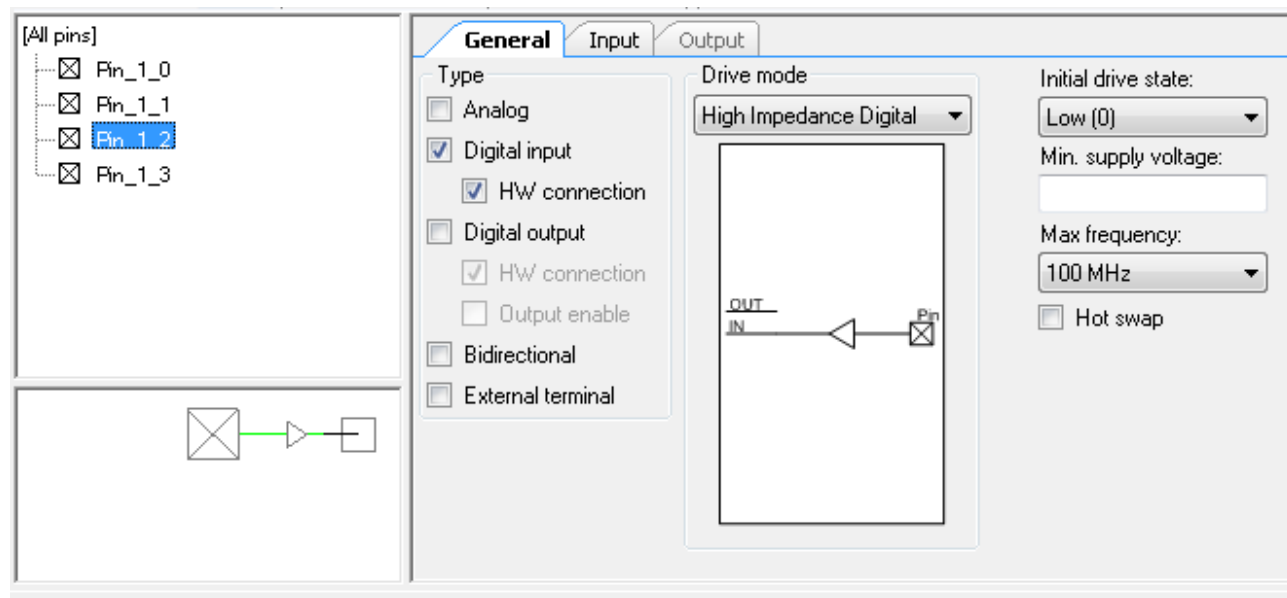 [All pins]
Pin_1_0
Pin_1_1
Pin_1_2
Pin_1_3
General Input Output
Type
Analog
Digital input
HW connection
Digital output
HW connection
Output enable
Bidirectional
External terminal
Drive mode
High Impedance Digital
OUT
IN
Pin
Initial drive state:
Low (0)
Min. supply voltage:
Max frequency:
100 MHz
Hot swap